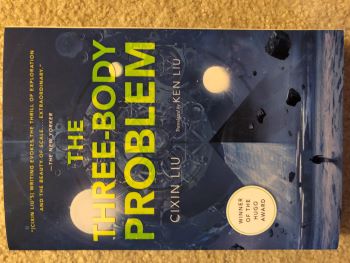 "[CIXIN LIU'S] WRITING EVOKES THE THRILL OF EXPLORATION
AND THE BEAUTY OF SCALE.... EXTRAORDINARY."
—THE NEW YORKER
THE
THREE-BODY
PROBLEM
CIXIN LIU Translated by KEN LIU
WINNER
OF THE
HUGO
AWARD